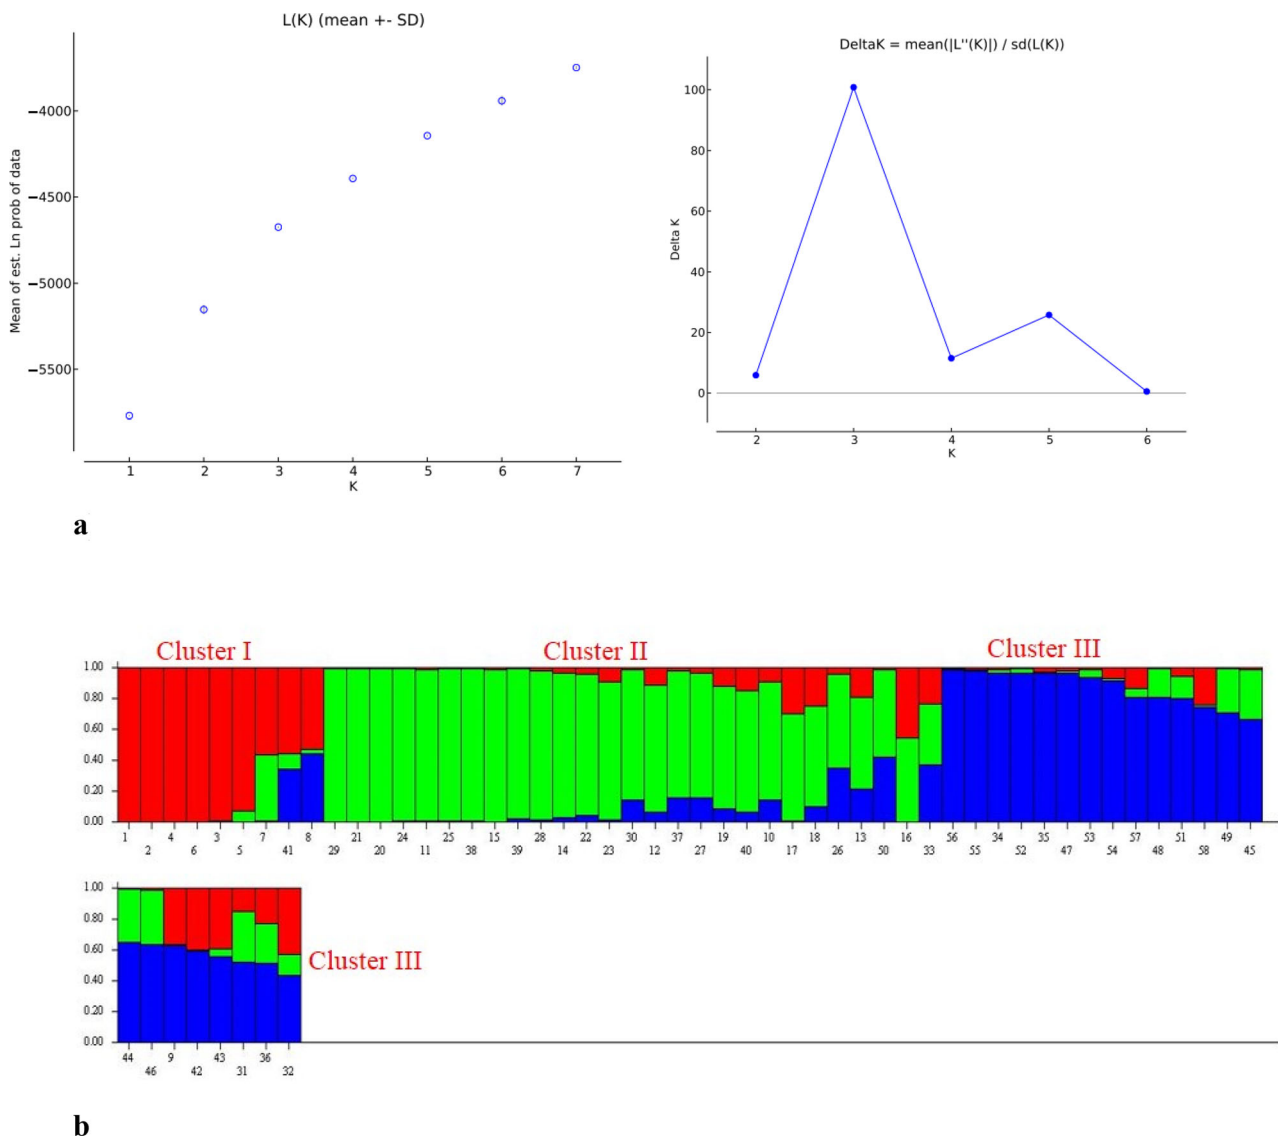 L(K) (mean +- SD)
Mean of est. Ln prob of data
−4000
−4500
−5000
−5500
1 2 3 4 5 6 7
K
DeltaK = mean(|L''(K)|) / sd(L(K))
Delta K
100
80
60
40
20
0
2 3 4 5 6
K
a
Cluster I Cluster II Cluster III
1.00
0.80
0.60
0.40
0.20
0.00
1 4 3 7 8 21 24 25 15 28 22 30 37 19 10 18 13 16 56 34 35 53 57 51 49
2 6 5 41 29 20 11 38 39 14 23 12 27 40 17 26 50 33 55 52 47 54 48 58 45
1.00
0.80
0.60
0.40
0.20
0.00
Cluster III
44 9 43 36
46 42 31 32
b